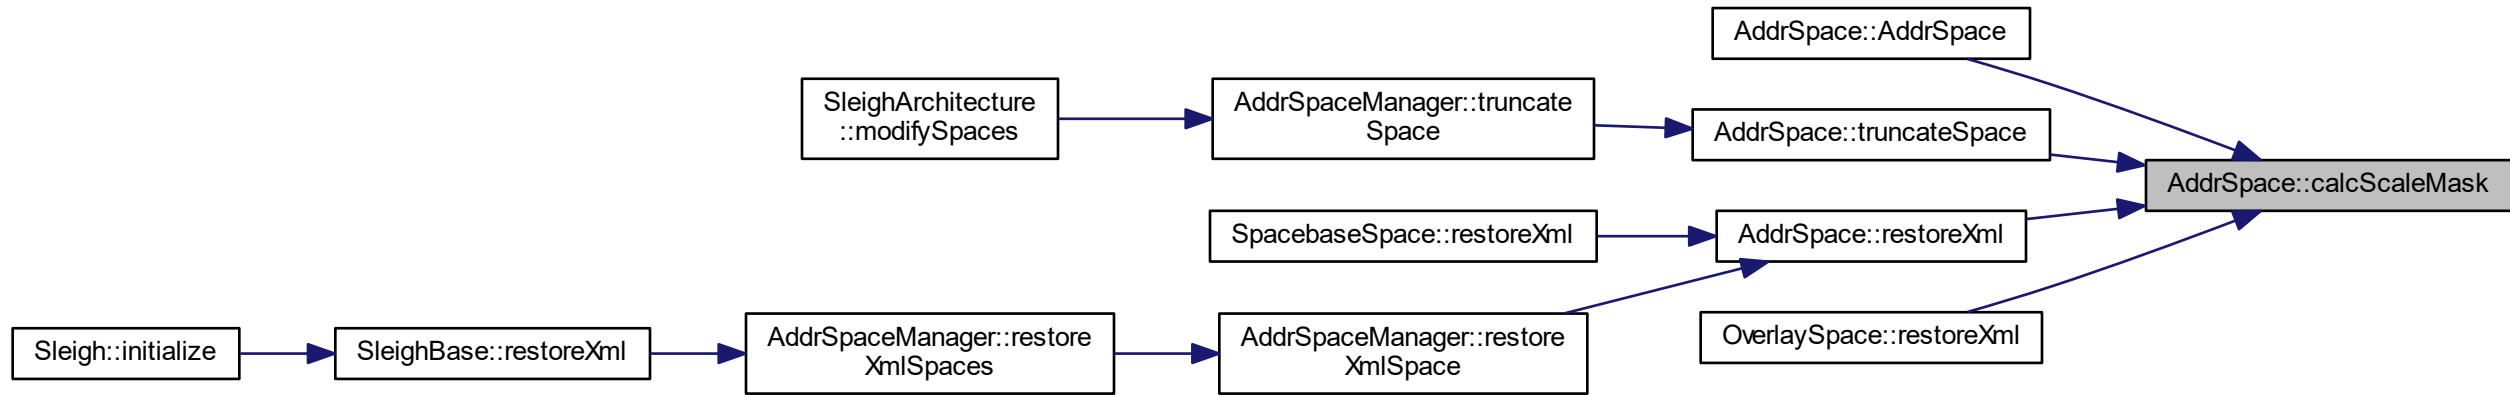 AddrSpace::AddrSpace
SleighArchitecture
::modifySpaces
AddrSpaceManager::truncate
Space
AddrSpace::truncateSpace
AddrSpace::calcScaleMask
SpacebaseSpace::restoreXml
AddrSpace::restoreXml
Sleigh::initialize
SleighBase::restoreXml
AddrSpaceManager::restore
XmlSpaces
AddrSpaceManager::restore
XmlSpace
OverlaySpace::restoreXml